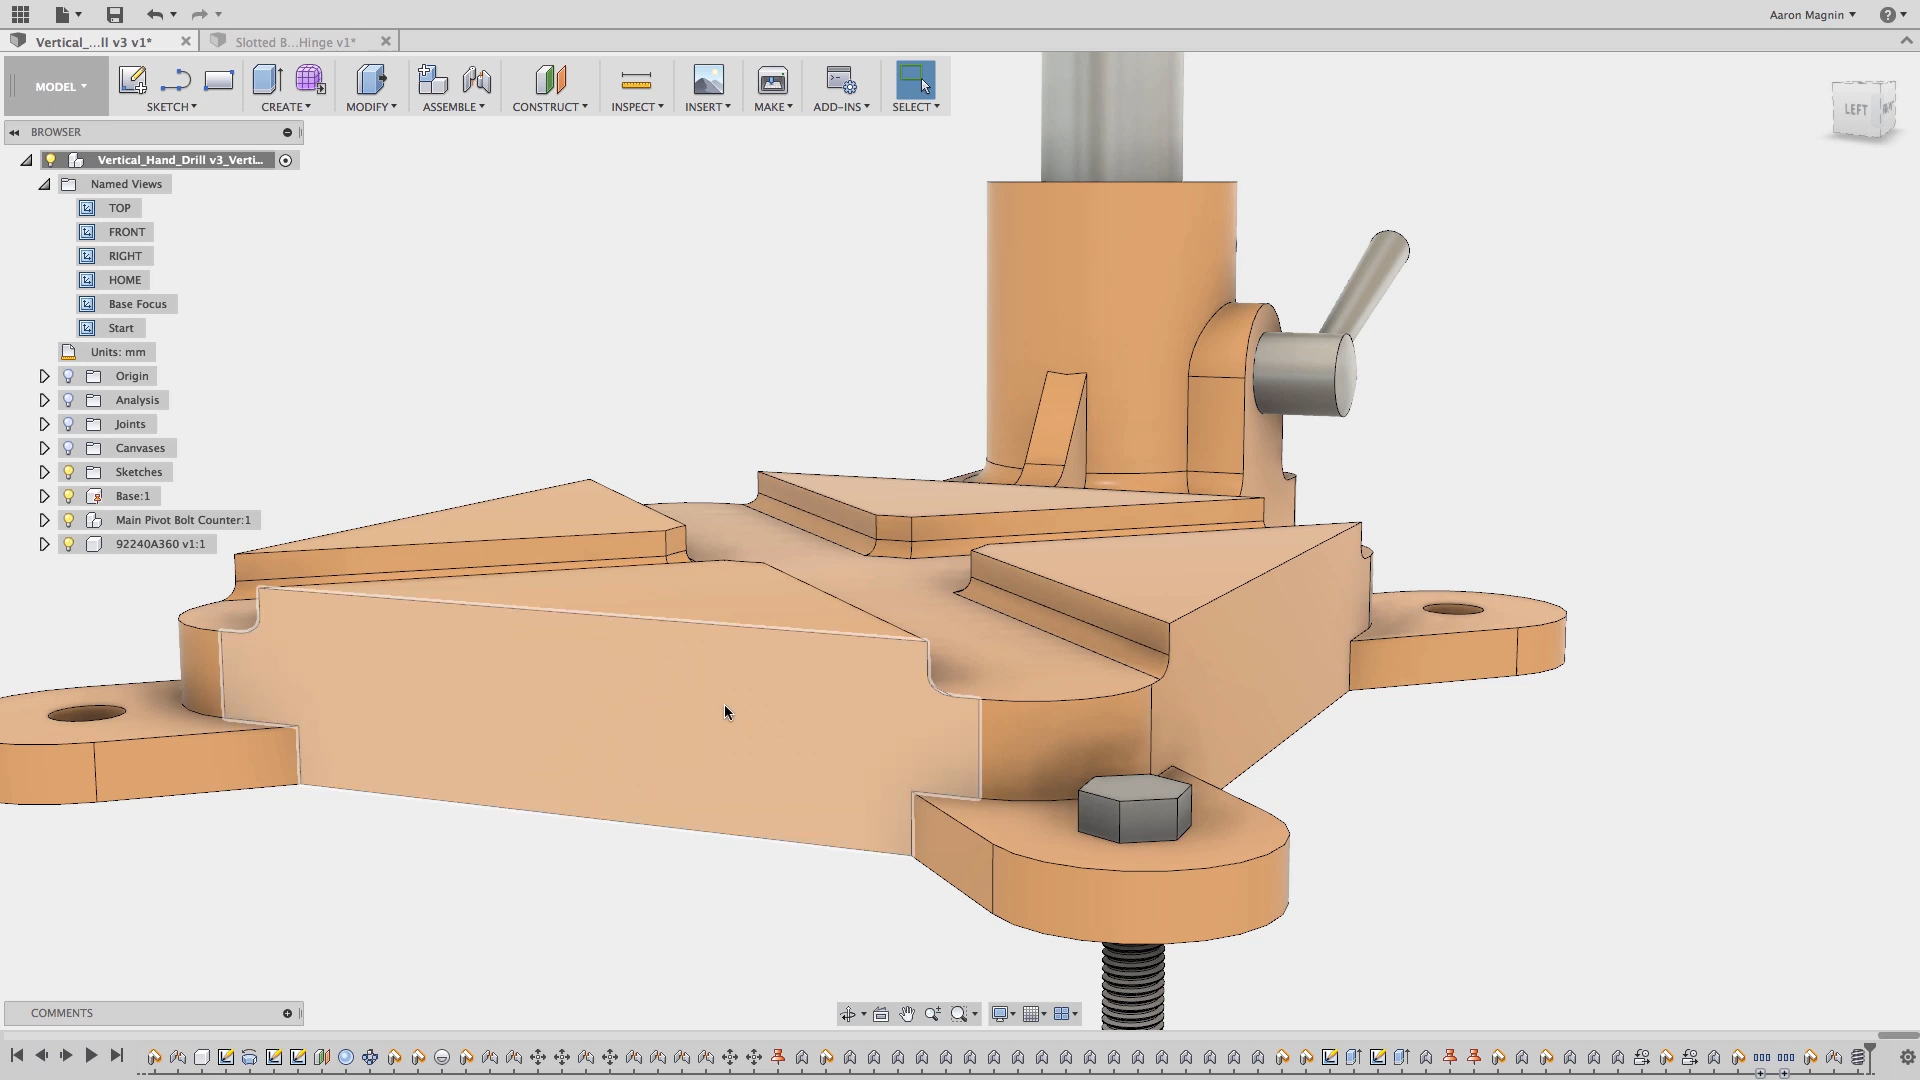 Aaron Magnin
Vertical_...ll v3 v1*
Slotted B...Hinge v1*
MODEL
SKETCH
CREATE
MODIFY
ASSEMBLE
CONSTRUCT
INSPECT
INSERT
MAKE
ADD-INS
SELECT
LEFT
BROWSER
Vertical_Hand_Drill v3_Verti...
Named Views
TOP
FRONT
RIGHT
HOME
Base Focus
Start
Units: mm
Origin
Analysis
Joints
Canvases
Sketches
Base:1
Main Pivot Bolt Counter:1
92240A360 v1:1
COMMENTS